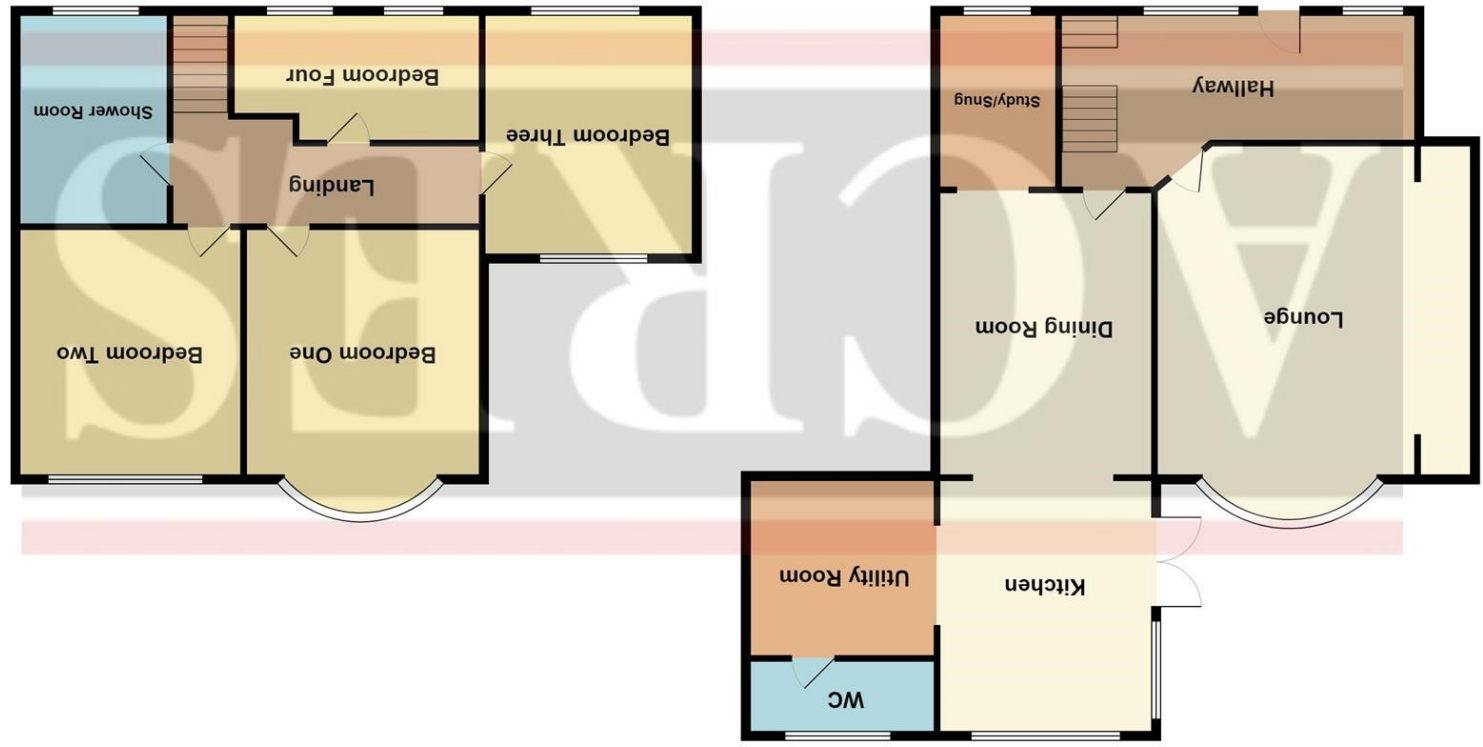 WC
Kitchen
Utility Room
Lounge
Dining Room
Hallway
Study/Snug
ACRES
Bedroom One
Bedroom Two
Landing
Bedroom Three
Bedroom Four
Shower Room